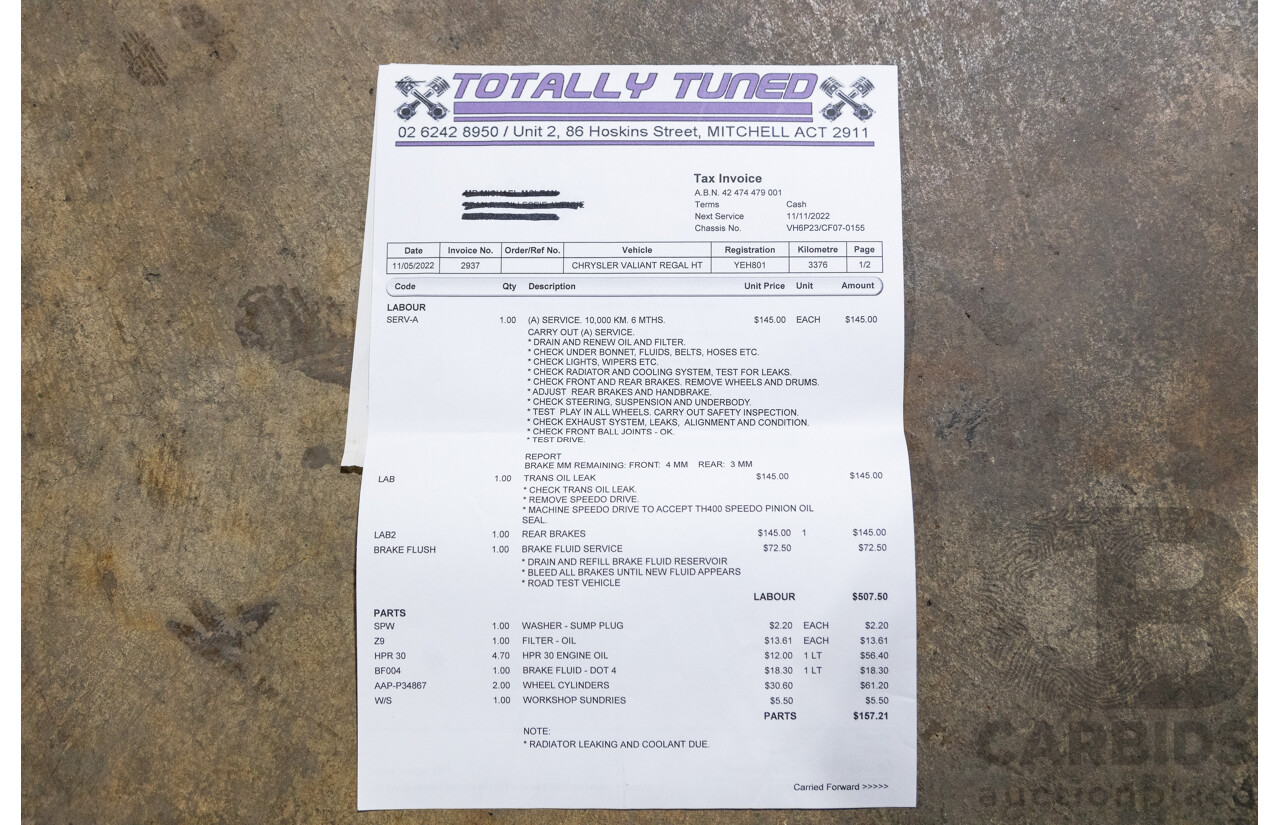 TOTALLY TUNED
02 6242 8950 / Unit 2, 86 Hoskins Street, MITCHELL ACT 2911
Tax Invoice
A.B.N. 42 474 479 001
Terms Cash
Next Service 11/11/2022
Chassis No. VH6P23/CF07-0155
Date Invoice No. Order/Ref No. Vehicle Registration Kilometre Page
11/05/2022 2937 CHRYSLER VALIANT REGAL HT YEH801 3376 1/2
Code Qty Description Unit Price Unit Amount
LABOUR
SERV-A 1.00 (A) SERVICE. 10,000 KM. 6 MTHS. $145.00 EACH $145.00
CARRY OUT (A) SERVICE.
* DRAIN AND RENEW OIL AND FILTER.
* CHECK UNDER BONNET, FLUIDS, BELTS, HOSES ETC.
* CHECK LIGHTS, WIPERS ETC.
* CHECK RADIATOR AND COOLING SYSTEM, TEST FOR LEAKS.
* CHECK FRONT AND REAR BRAKES. REMOVE WHEELS AND DRUMS.
* ADJUST REAR BRAKES AND HANDBRAKE.
* CHECK STEERING, SUSPENSION AND UNDERBODY.
* TEST PLAY IN ALL WHEELS. CARRY OUT SAFETY INSPECTION.
* CHECK EXHAUST SYSTEM, LEAKS, ALIGNMENT AND CONDITION.
* CHECK FRONT BALL JOINTS - OK.
* TEST DRIVE.
REPORT
BRAKE MM REMAINING: FRONT: 4 MM REAR: 3 MM
LAB 1.00 TRANS OIL LEAK $145.00 $145.00
* CHECK TRANS OIL LEAK.
* REMOVE SPEEDO DRIVE.
* MACHINE SPEEDO DRIVE TO ACCEPT TH400 SPEEDO PINION OIL
SEAL.
LAB2 1.00 REAR BRAKES $145.00 1 $145.00
BRAKE FLUSH 1.00 BRAKE FLUID SERVICE $72.50 $72.50
* DRAIN AND REFILL BRAKE FLUID RESERVOIR
* BLEED ALL BRAKES UNTIL NEW FLUID APPEARS
* ROAD TEST VEHICLE
LABOUR $507.50
PARTS
SPW 1.00 WASHER - SUMP PLUG $2.20 EACH $2.20
Z9 1.00 FILTER - OIL $13.61 EACH $13.61
HPR 30 4.70 HPR 30 ENGINE OIL $12.00 1 LT $56.40
BF004 1.00 BRAKE FLUID - DOT 4 $18.30 1 LT $18.30
AAP-P34867 2.00 WHEEL CYLINDERS $30.60 $61.20
W/S 1.00 WORKSHOP SUNDRIES $5.50 $5.50
PARTS $157.21
NOTE:
* RADIATOR LEAKING AND COOLANT DUE.
Carried Forward >>>>>
CARBIDS